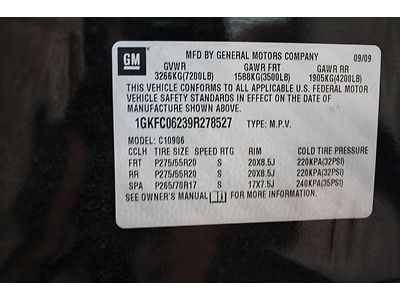 GM
MFD BY GENERAL MOTORS COMPANY 09/09
GVWR GAWR FRT GAWR RR
3266KG(7200LB) 1588KG(3500LB) 1905KG(4200LB)
THIS VEHICLE CONFORMS TO ALL APPLICABLE U.S. FEDERAL MOTOR
VEHICLE SAFETY STANDARDS IN EFFECT ON THE DATE OF
MANUFACTURE SHOWN ABOVE.
1GKFC06239R278527 TYPE: M.P.V.
MODEL: C10906
CCLH TIRE SIZE SPEED RTG RIM COLD TIRE PRESSURE
FRT P275/55R20 S 20X8.5J 220KPA(32PSI)
RR P275/55R20 S 20X8.5J 220KPA(32PSI)
SPA P265/70R17 S 17X7.5J 240KPA(35PSI)
SEE OWNER'S MANUAL FOR MORE INFORMATION.